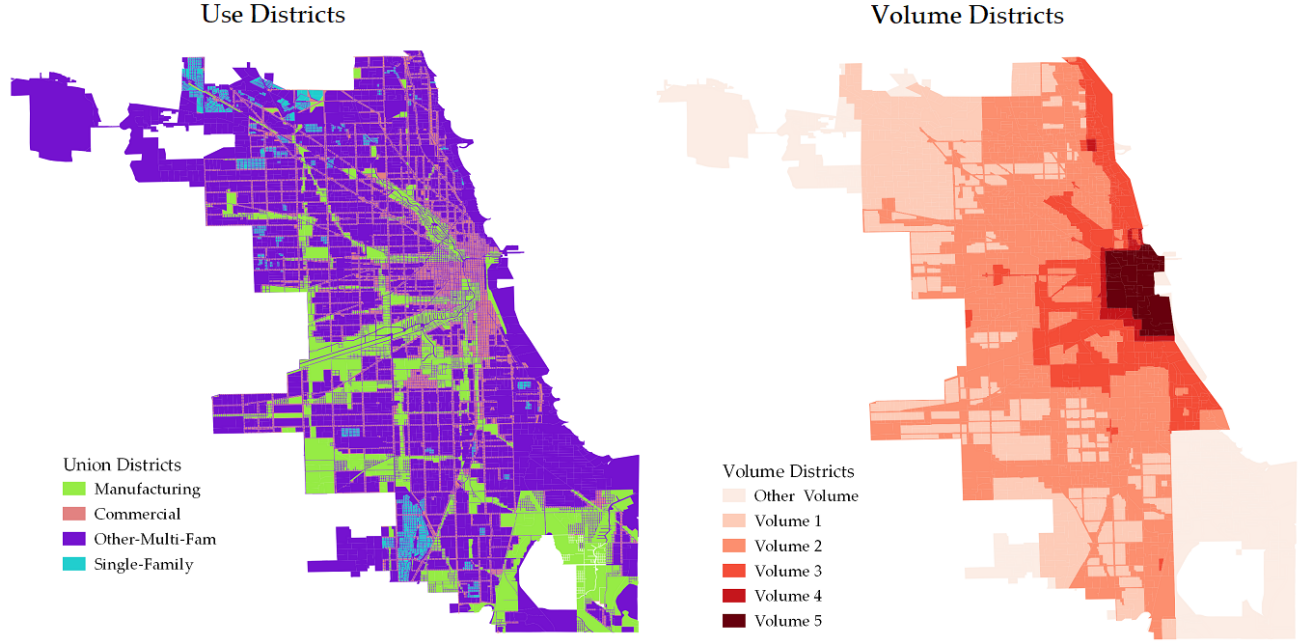 Use Districts
Volume Districts
Union Districts
Manufacturing
Commercial
Other-Multi-Fam
Single-Family
Volume Districts
Other Volume
Volume 1
Volume 2
Volume 3
Volume 4
Volume 5